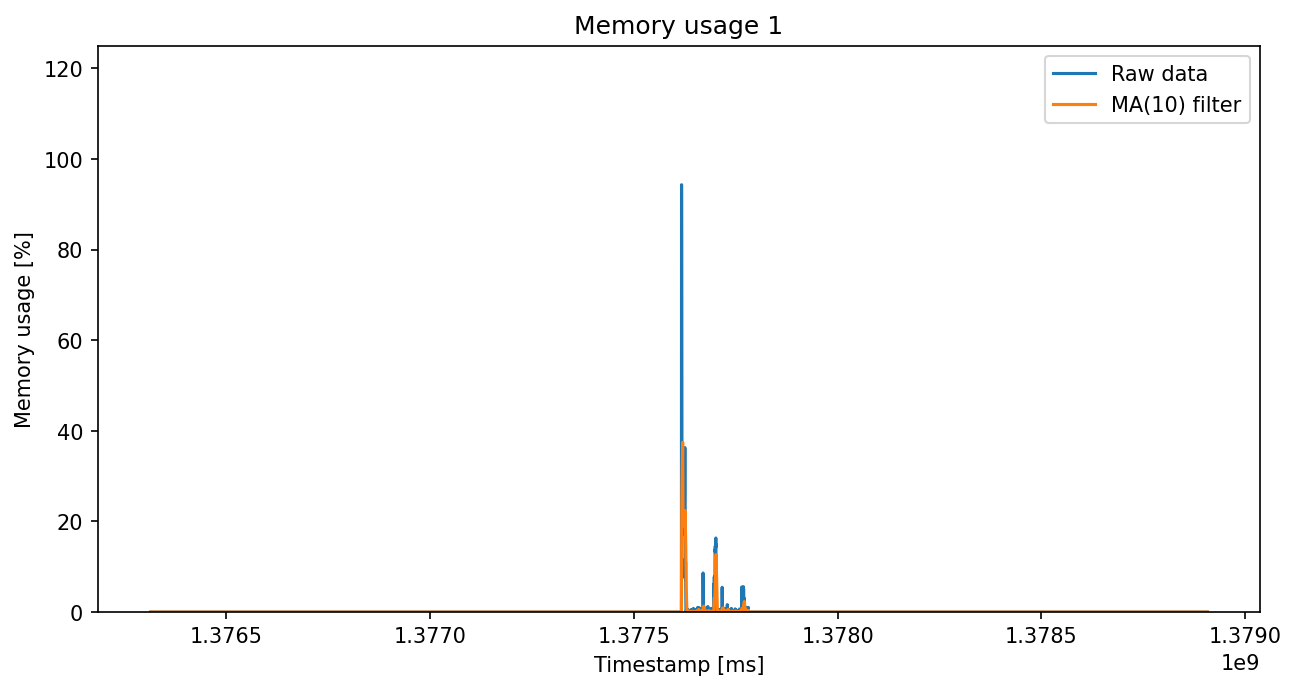 Memory usage 1
Raw data
MA(10) filter
120
100
80
60
40
20
0
Memory usage [%]
1.3765 1.3770 1.3775 1.3780 1.3785 1.3790
1e9
Timestamp [ms]